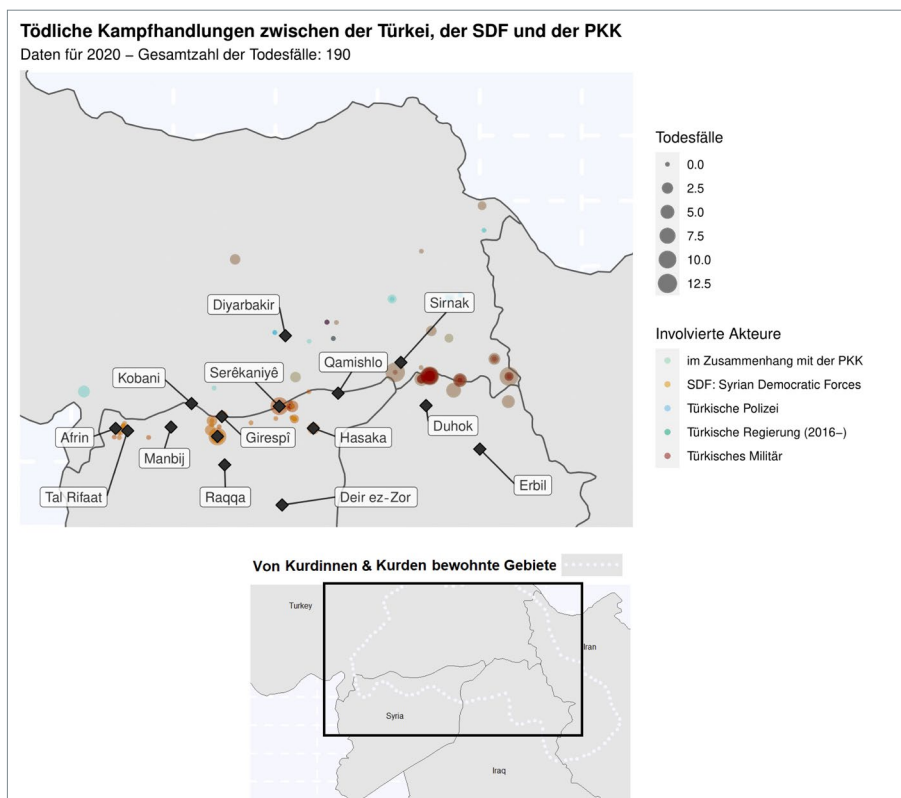 Tödliche Kampfhandlungen zwischen der Türkei, der SDF und der PKK
Daten für 2020 – Gesamtzahl der Todesfälle: 190
Diyarbakir
Sirnak
Qamishlo
Serêkaniyê
Kobani
Afrin
Manbij
Girespî
Hasaka
Duhok
Erbil
Tal Rifaat
Raqqa
Deir ez-Zor
Todesfälle
0.0
2.5
5.0
7.5
10.0
12.5
Involvierte Akteure
im Zusammenhang mit der PKK
SDF: Syrian Democratic Forces
Türkische Polizei
Türkische Regierung (2016–)
Türkisches Militär
Von Kurdinnen & Kurden bewohnte Gebiete
Turkey
Iran
Syria
Iraq